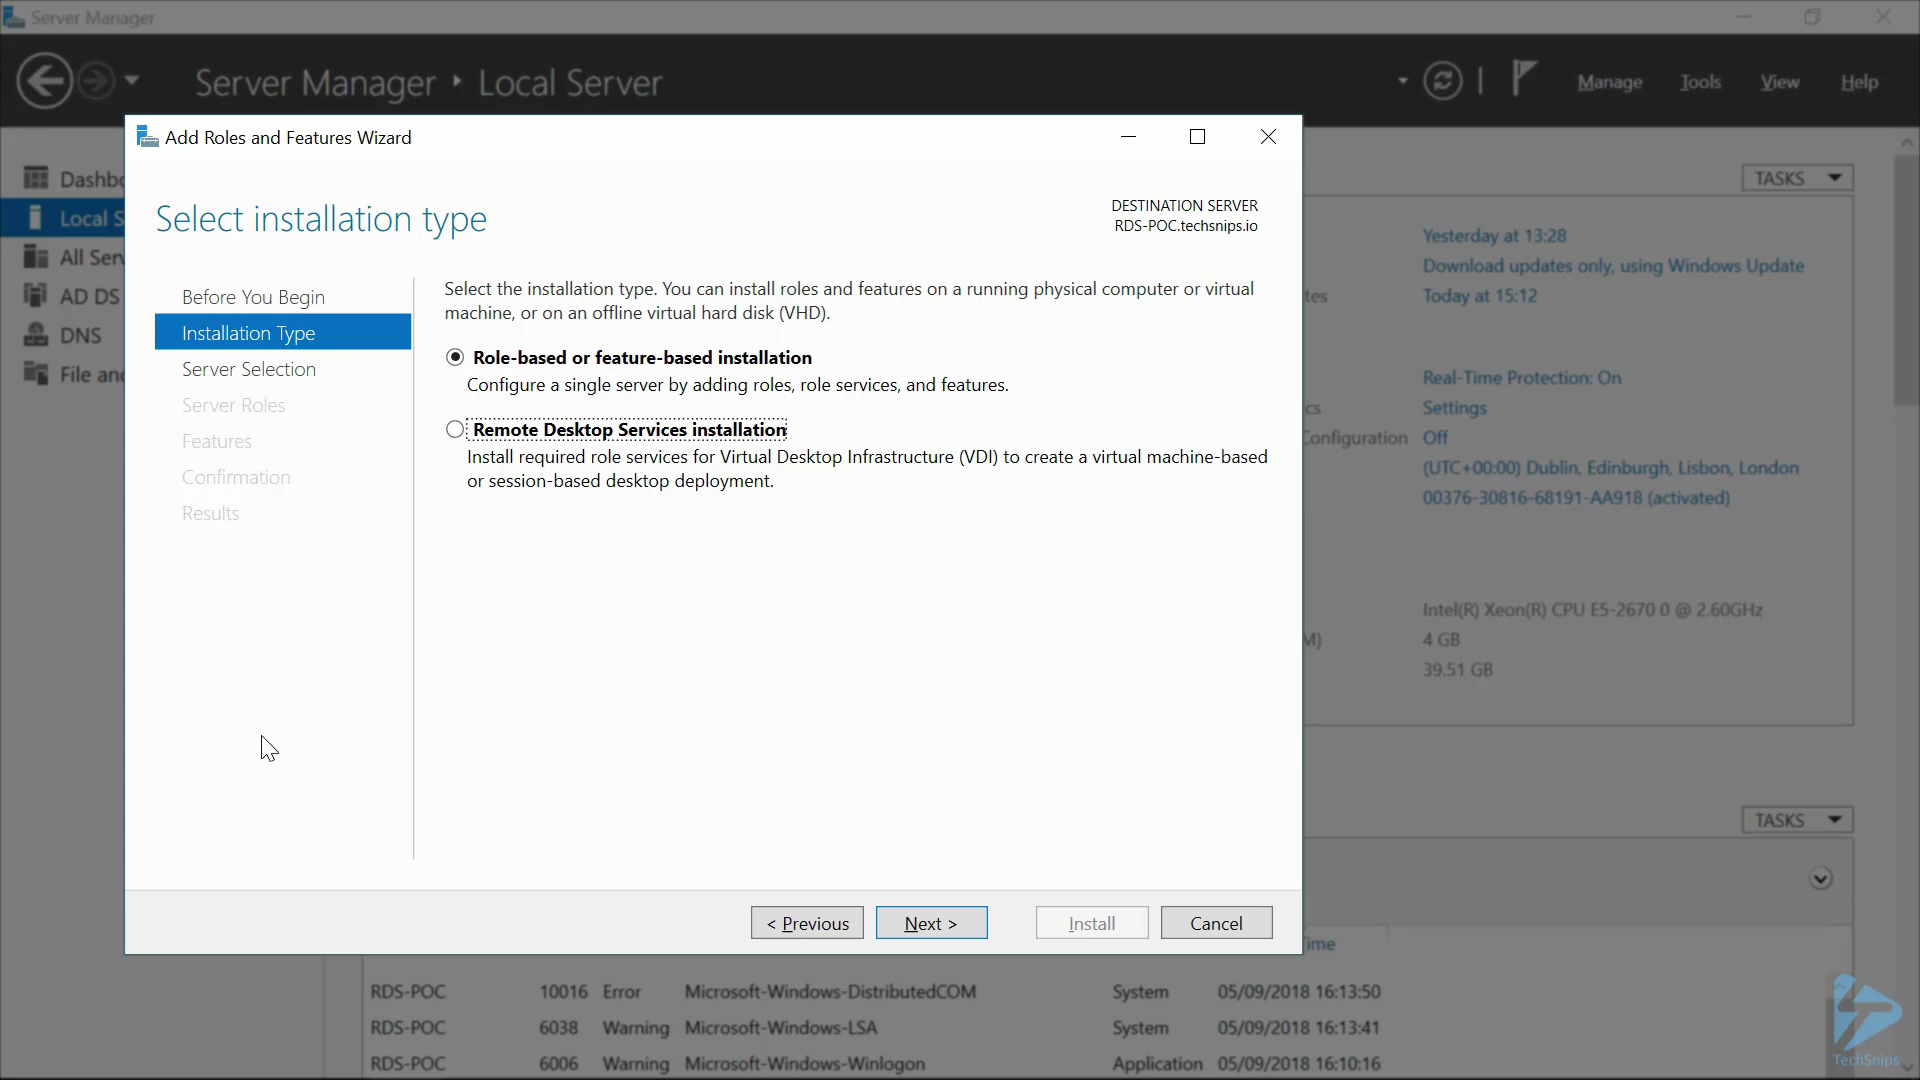 Server Manager
Server Manager ‣ Local Server
Manage Tools View Help
Add Roles and Features Wizard
Select installation type
DESTINATION SERVER
RDS-POC.techsnips.io
Before You Begin
Installation Type
Server Selection
Server Roles
Features
Confirmation
Results
Select the installation type. You can install roles and features on a running physical computer or virtual
machine, or on an offline virtual hard disk (VHD).
Role-based or feature-based installation
Configure a single server by adding roles, role services, and features.
Remote Desktop Services installation
Install required role services for Virtual Desktop Infrastructure (VDI) to create a virtual machine-based
or session-based desktop deployment.
< Previous
Next >
Install
Cancel
Dashbo
Local S
All Serv
AD DS
DNS
File and
TASKS
Yesterday at 13:28
Download updates only, using Windows Update
tes Today at 15:12
Real-Time Protection: On
cs Settings
Configuration Off
(UTC+00:00) Dublin, Edinburgh, Lisbon, London
00376-30816-68191-AA918 (activated)
Intel(R) Xeon(R) CPU E5-2670 0 @ 2.60GHz
M) 4 GB
39.51 GB
TASKS
Time
RDS-POC 10016 Error Microsoft-Windows-DistributedCOM System 05/09/2018 16:13:50
RDS-POC 6038 Warning Microsoft-Windows-LSA System 05/09/2018 16:13:41
RDS-POC 6006 Warning Microsoft-Windows-Winlogon Application 05/09/2018 16:10:16
TechSnips